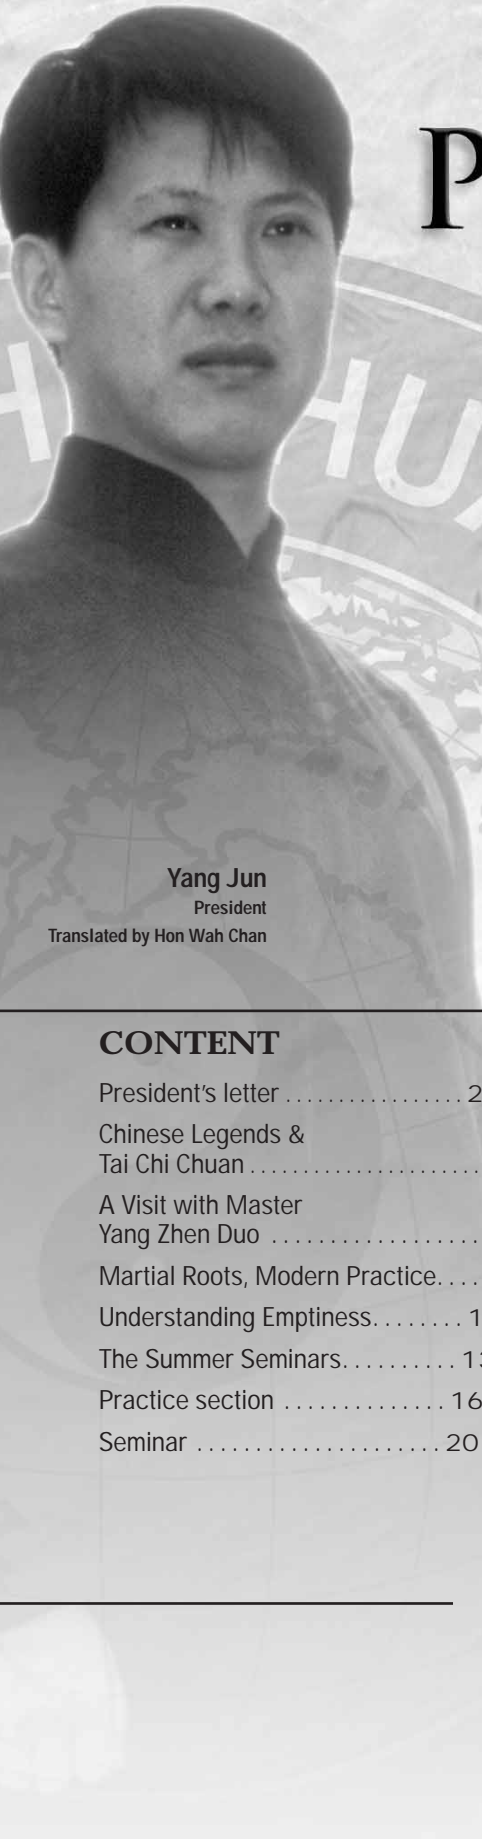 P
HUA
Yang Jun
President
Translated by Hon Wah Chan
CONTENT
President's letter . . . . . . . . . . . . . . . . . 2
Chinese Legends &
Tai Chi Chuan . . . . . . . . . . . . . . . . . . . . . .
A Visit with Master
Yang Zhen Duo . . . . . . . . . . . . . . . . . .
Martial Roots, Modern Practice. . . . .
Understanding Emptiness. . . . . . . . 1
The Summer Seminars. . . . . . . . . . 13
Practice section . . . . . . . . . . . . . . 16
Seminar . . . . . . . . . . . . . . . . . . . . . 20